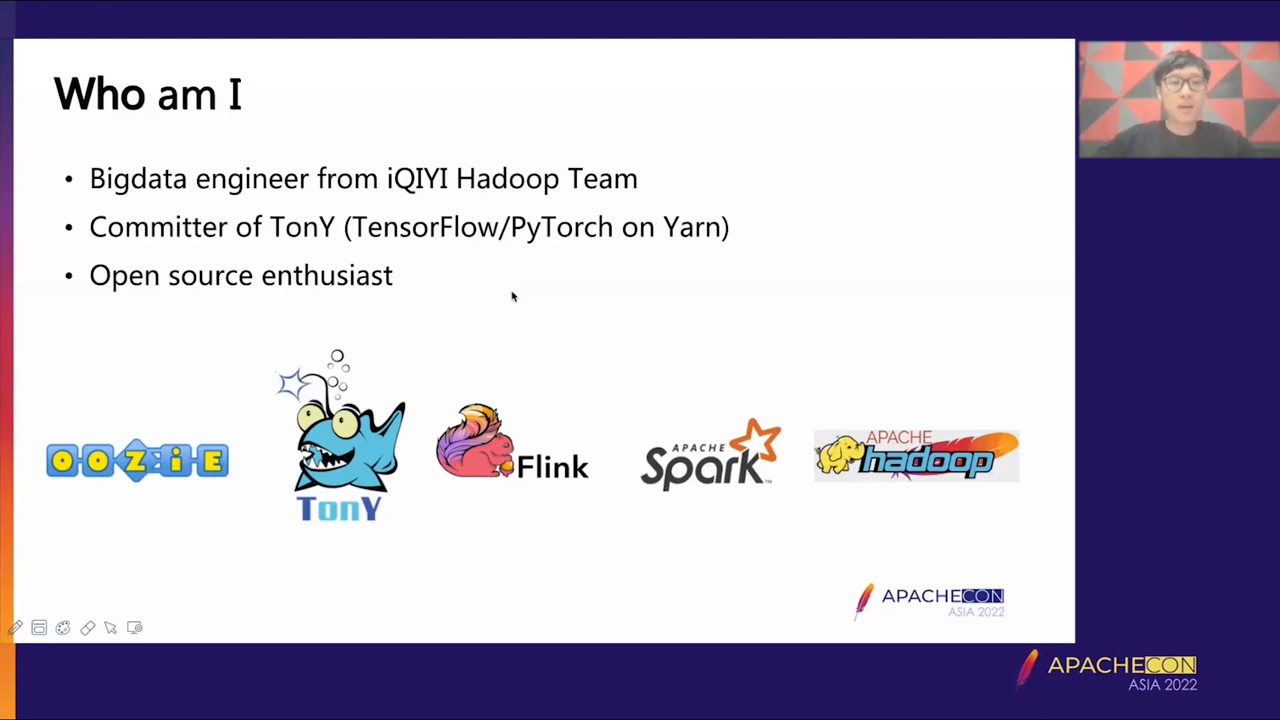 Who am I
• Bigdata engineer from iQIYI Hadoop Team
• Committer of TonY (TensorFlow/PyTorch on Yarn)
• Open source enthusiast
OOZiE
TonY
Flink
APACHE
Spark™
APACHE
hadoop
APACHECON
ASIA 2022
APACHECON
ASIA 2022